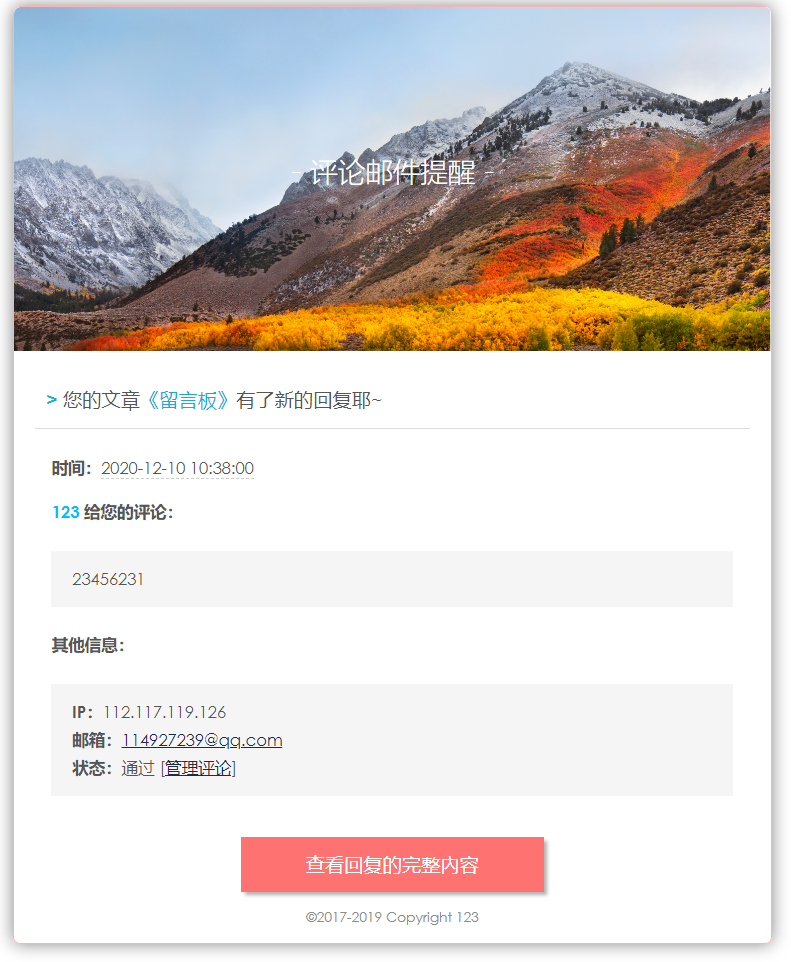 - 评论邮件提醒 -
> 您的文章《留言板》有了新的回复耶~
时间：2020-12-10 10:38:00
123 给您的评论：
23456231
其他信息：
IP：112.117.119.126
邮箱：114927239@qq.com
状态：通过 [管理评论]
查看回复的完整内容
©2017-2019 Copyright 123